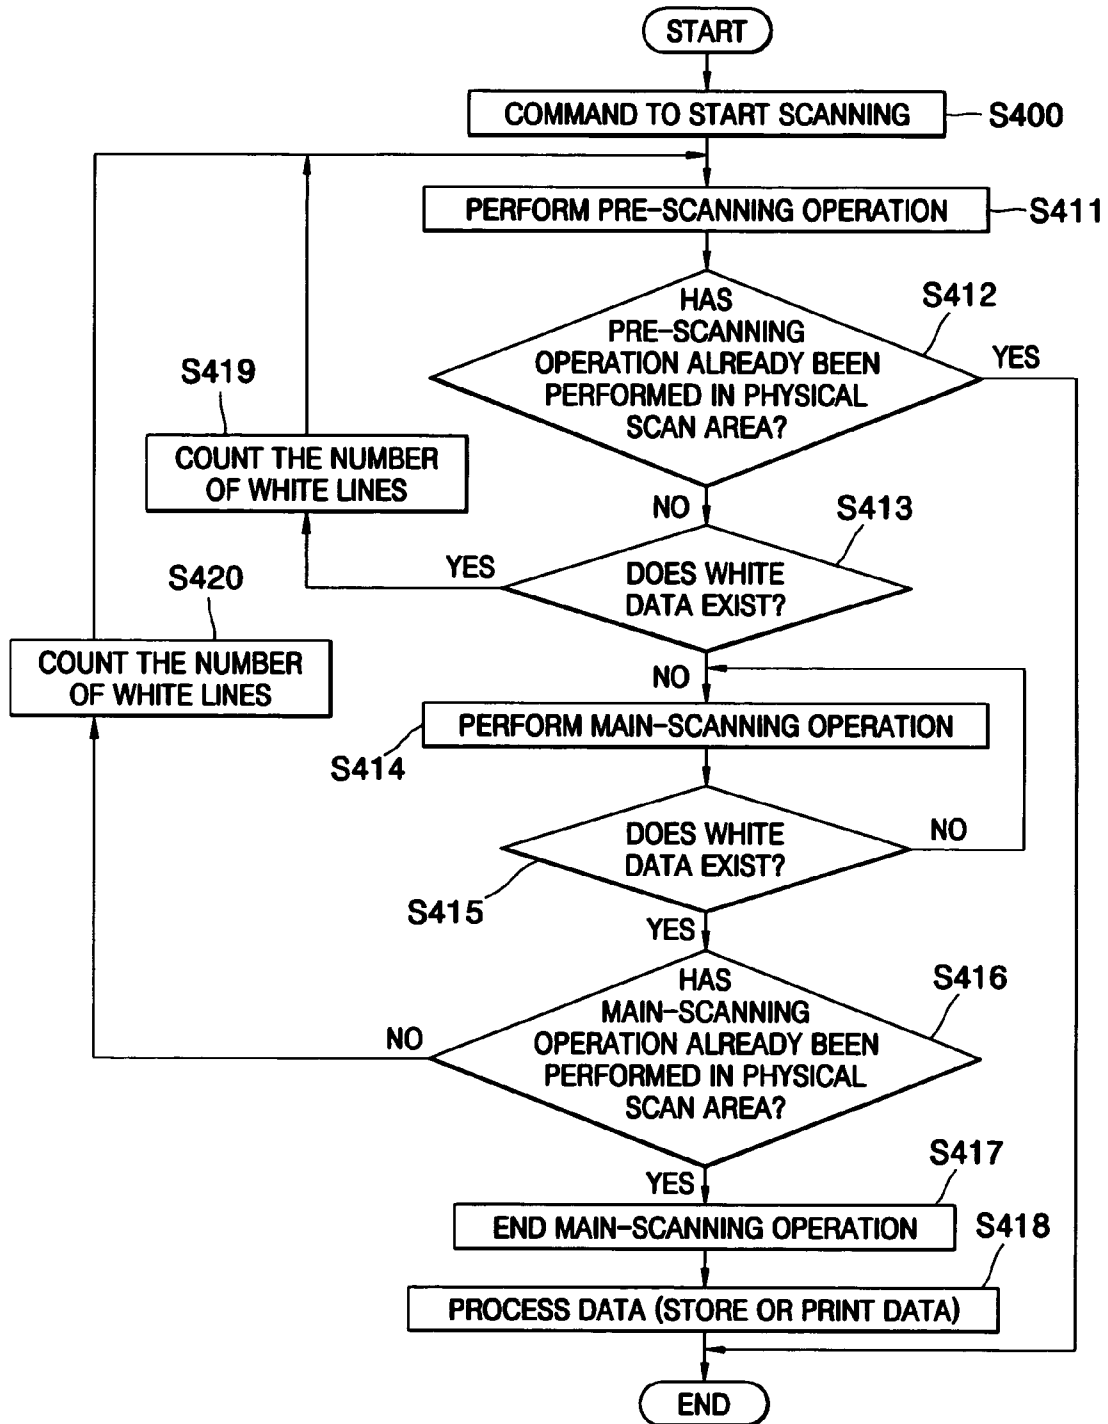 START
COMMAND TO START SCANNING
S400
PERFORM PRE-SCANNING OPERATION
S411
HAS
PRE-SCANNING
OPERATION ALREADY BEEN
PERFORMED IN PHYSICAL
SCAN AREA?
S412
YES
S419
COUNT THE NUMBER
OF WHITE LINES
NO
S413
YES
DOES WHITE
DATA EXIST?
S420
COUNT THE NUMBER
OF WHITE LINES
NO
PERFORM MAIN-SCANNING OPERATION
S414
DOES WHITE
DATA EXIST?
NO
S415
YES
HAS
MAIN-SCANNING
OPERATION ALREADY BEEN
PERFORMED IN PHYSICAL
SCAN AREA?
S416
NO
YES
S417
END MAIN-SCANNING OPERATION
S418
PROCESS DATA (STORE OR PRINT DATA)
END